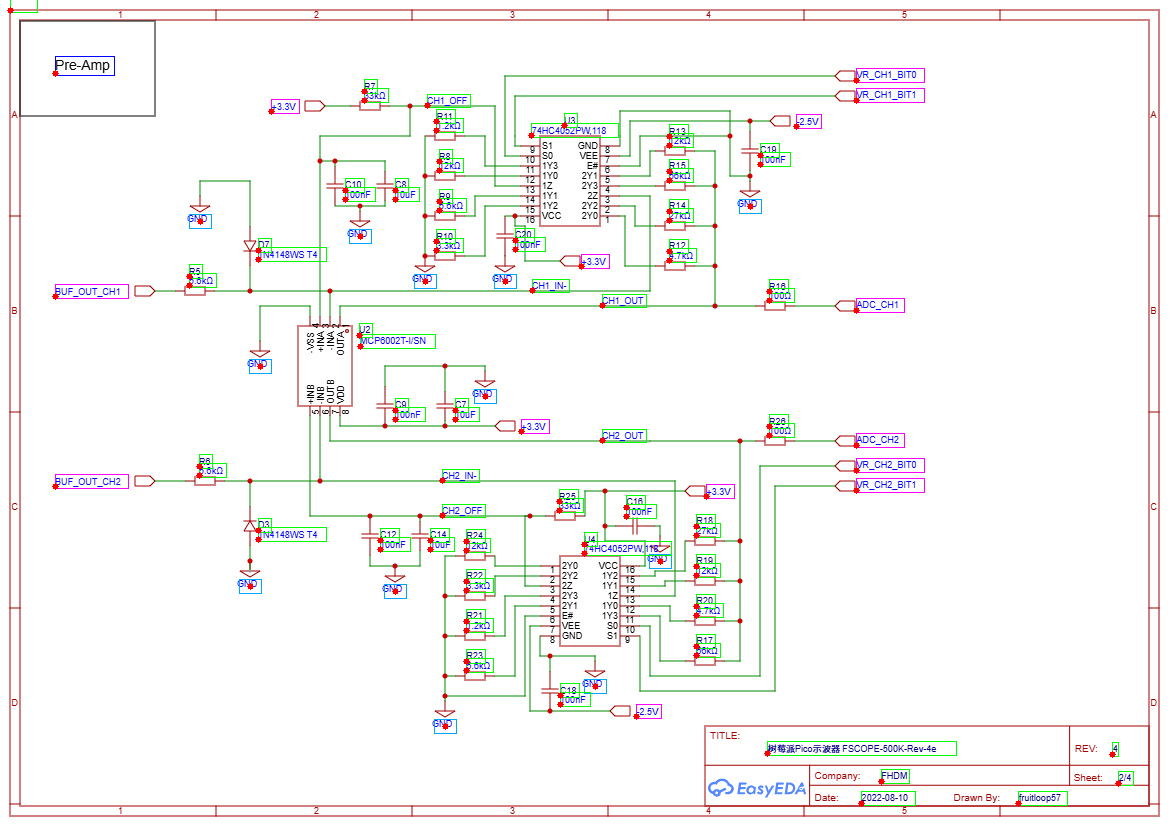 1 2 3 4 5
A
B
C
D
A
B
C
D
1 2 3 4 5
Pre-Amp
VR_CH1_BIT0
VR_CH1_BIT1
+3.3V
R7
33kΩ
CH1_OFF
R11
1.2kΩ
R8
12kΩ
R9
R10
3.3kΩ
GND
U3
74HC4052PW,118
S1
S0
1Y3
1Y0
1Z
1Y1
1Y2
VCC
9
10
11
12
13
14
15
16
GND
VEE
E#
2Y1
2Y3
2Z
2Y2
2Y0
8
7
6
5
4
3
2
1
R13
12kΩ
R15
R14
27kΩ
R12
4.7kΩ
-2.5V
C19
100nF
GND
C10
100nF
C8
10uF
GND
GND
D7
1N4148WS T4
C20
100nF
GND
+3.3V
BUF_OUT_CH1
R5
CH1_IN-
CH1_OUT
R16
100Ω
ADC_CH1
GND
U2
MCP6002T-I/SN
-VSS
+INA
-INA
OUTA
4
3
2
1
+INB
-INB
OUTB
VDD
5
6
7
8
C9
100nF
C7
10uF
GND
+3.3V
CH2_OUT
R26
100Ω
ADC_CH2
VR_CH2_BIT0
VR_CH2_BIT1
BUF_OUT_CH2
R6
CH2_IN-
CH2_OFF
D3
1N4148WS T4
GND
C12
100nF
C14
10uF
GND
R25
33kΩ
+3.3V
C16
100nF
GND
R24
12kΩ
R22
3.3kΩ
R21
1.2kΩ
R23
GND
U4
74HC4052PW,118
2Y0
2Y2
2Z
2Y3
2Y1
E#
VEE
GND
1
2
3
4
5
6
7
8
VCC
1Y2
1Y1
1Z
1Y0
1Y3
S0
S1
16
15
14
13
12
11
10
9
R18
27kΩ
R19
12kΩ
R20
4.7kΩ
R17
GND
C18
100nF
-2.5V
TITLE:
树莓派Pico示波器 FSCOPE-500K-Rev-4e
REV: 4
EasyEDA
Company: FHDM
Sheet: 2/4
Date: 2022-08-10
Drawn By: fruitloop57